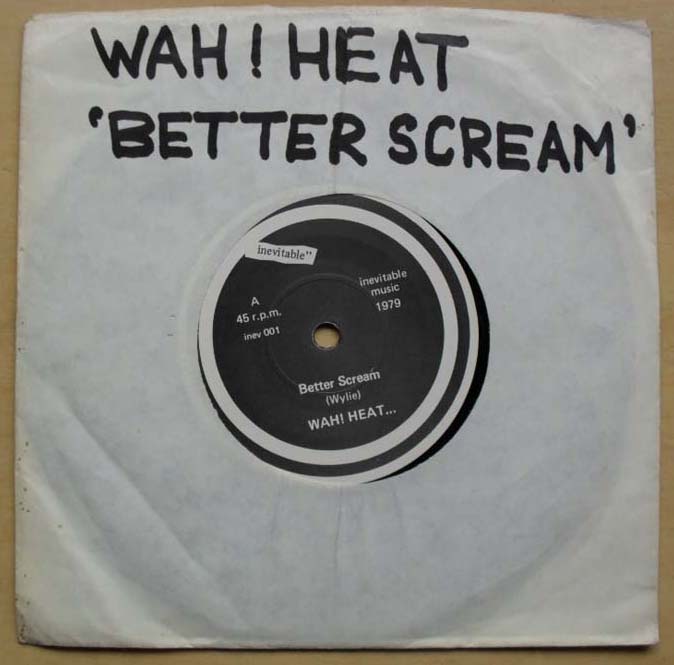 WAH! HEAT
'BETTER SCREAM'
inevitable"
A
45 r.p.m.
inev 001
inevitable
music
1979
Better Scream
(Wylie)
WAH! HEAT...